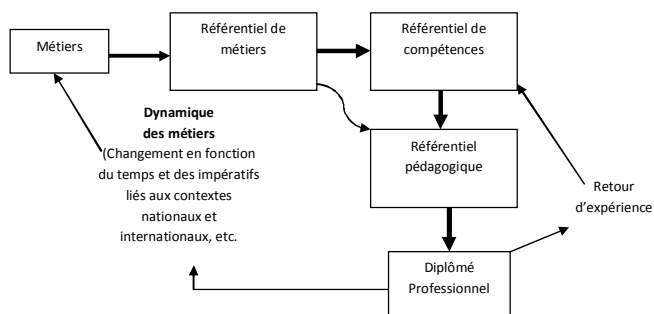 Métiers
Référentiel de
métiers
Référentiel de
compétences
Dynamique
des métiers
(Changement en fonction
du temps et des impératifs
liés aux contextes
nationaux et
internationaux, etc.
Référentiel
pédagogique
Retour
d’expérience
Diplômé
Professionnel